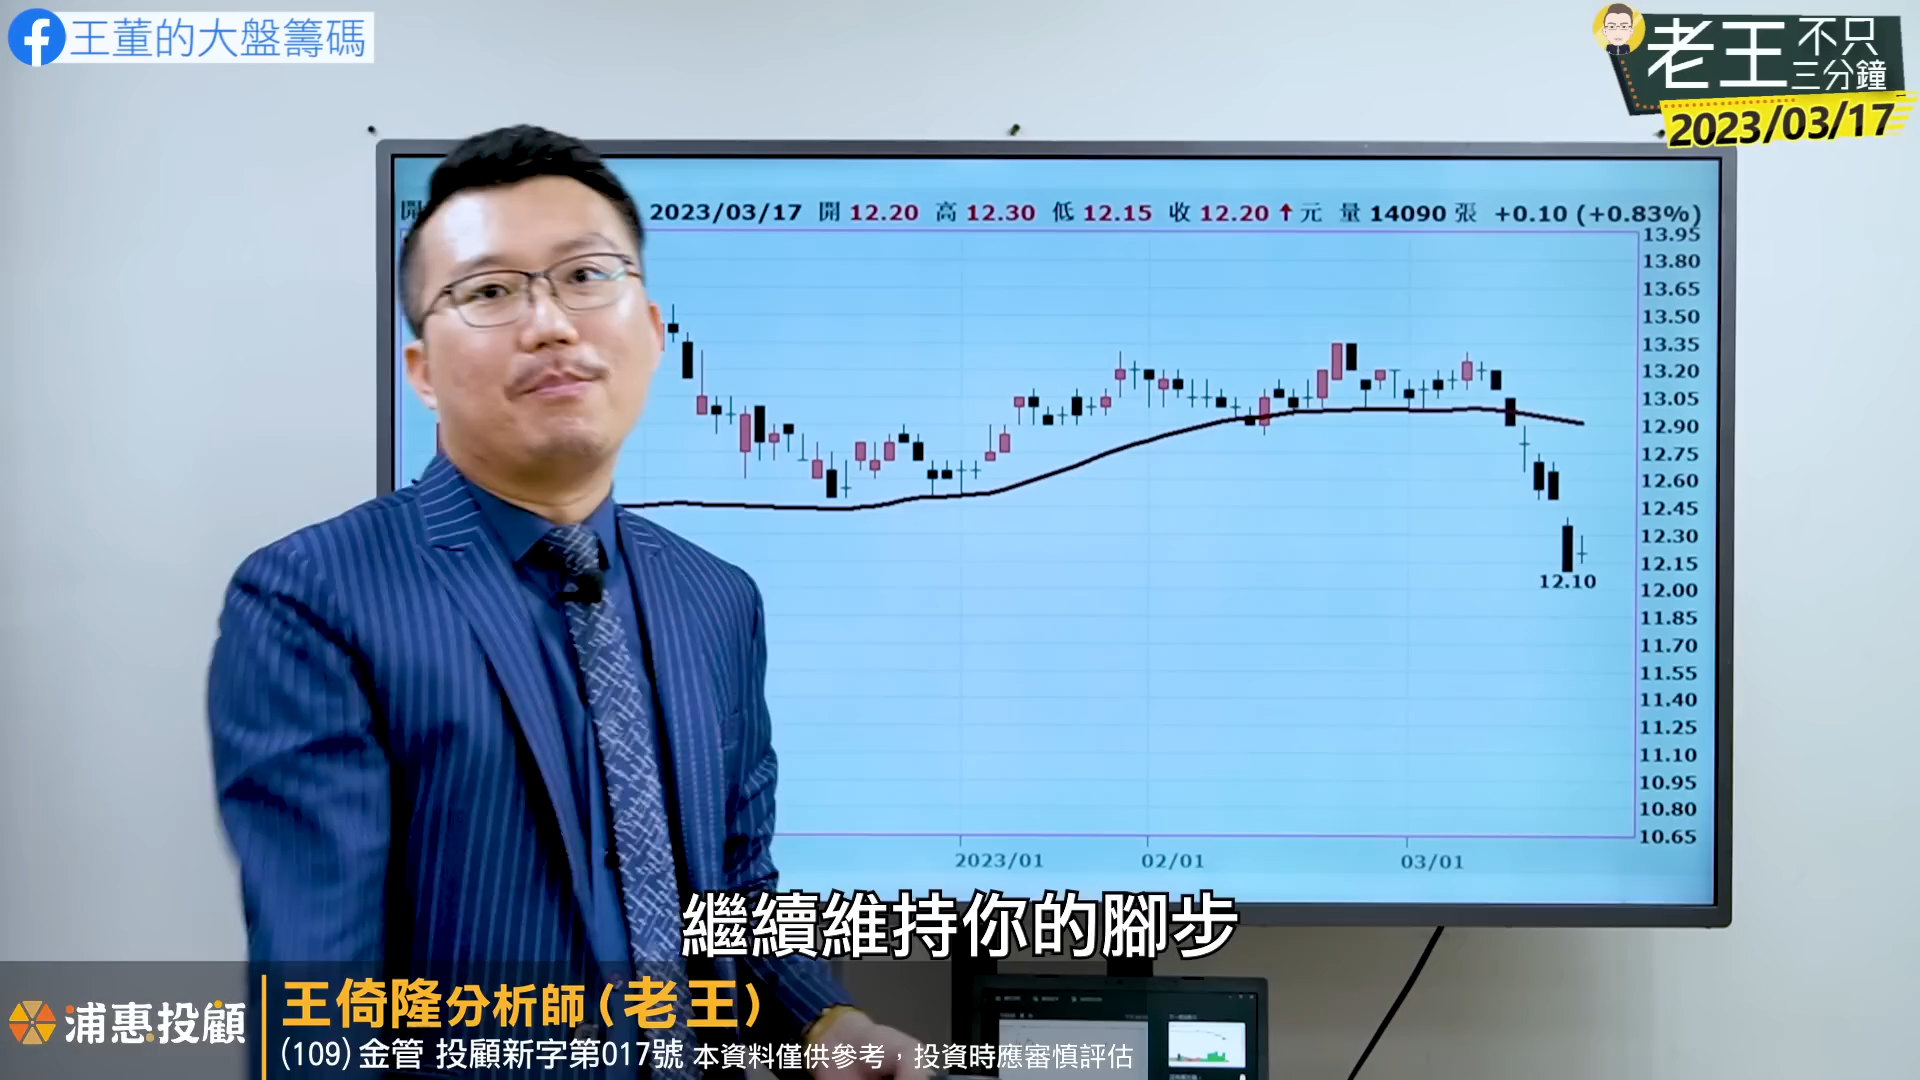 王董的大盤籌碼
老王不只三分鐘
2023/03/17
開
2023/03/17 開 12.20 高 12.30 低 12.15 收 12.20↑元 量 14090 張 +0.10 (+0.83%)
13.95
13.80
13.65
13.50
13.35
13.20
13.05
12.90
12.75
12.60
12.45
12.30
12.15
12.00
11.85
11.70
11.55
11.40
11.25
11.10
10.95
10.80
10.65
12.10
2023/01 02/01 03/01
繼續維持你的腳步
浦惠投顧
王倚隆分析師(老王)
(109)金管 投顧新字第017號 本資料僅供參考，投資時應審慎評估